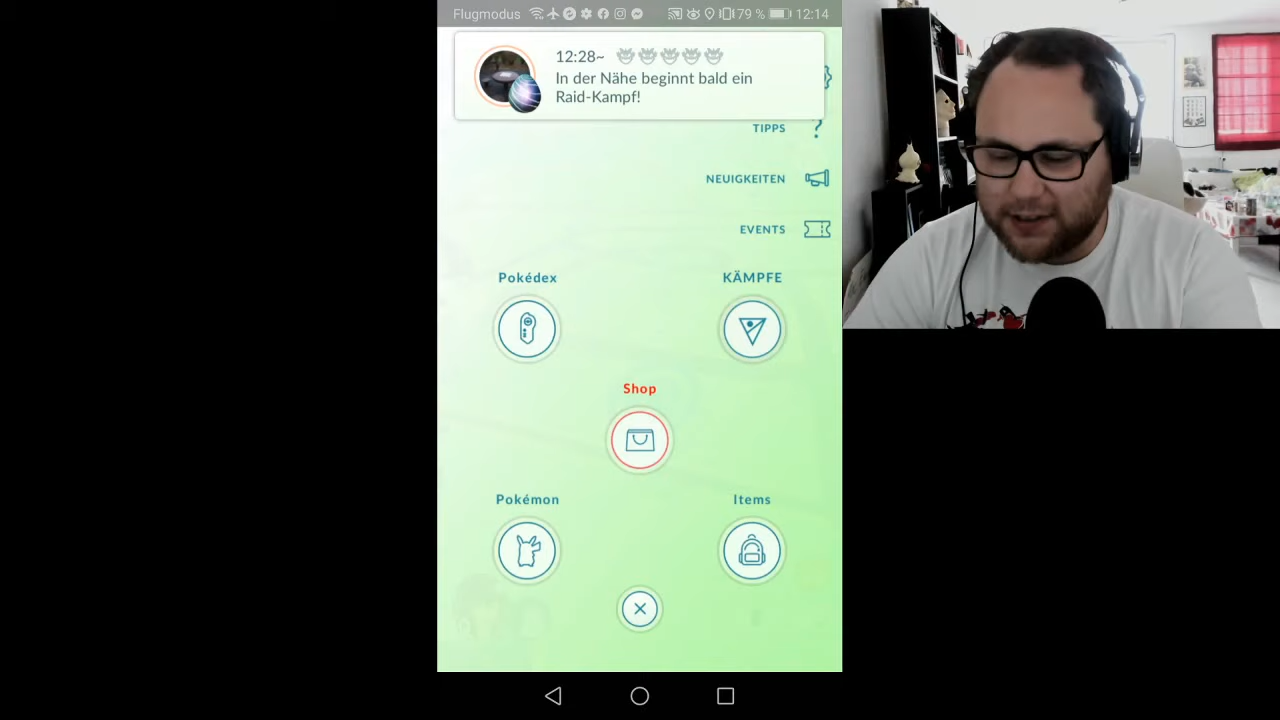 Flugmodus 79 % 12:14
12:28~
In der Nähe beginnt bald ein
Raid-Kampf!
TIPPS ?
NEUIGKEITEN
EVENTS
Pokédex
KÄMPFE
Shop
Pokémon
Items